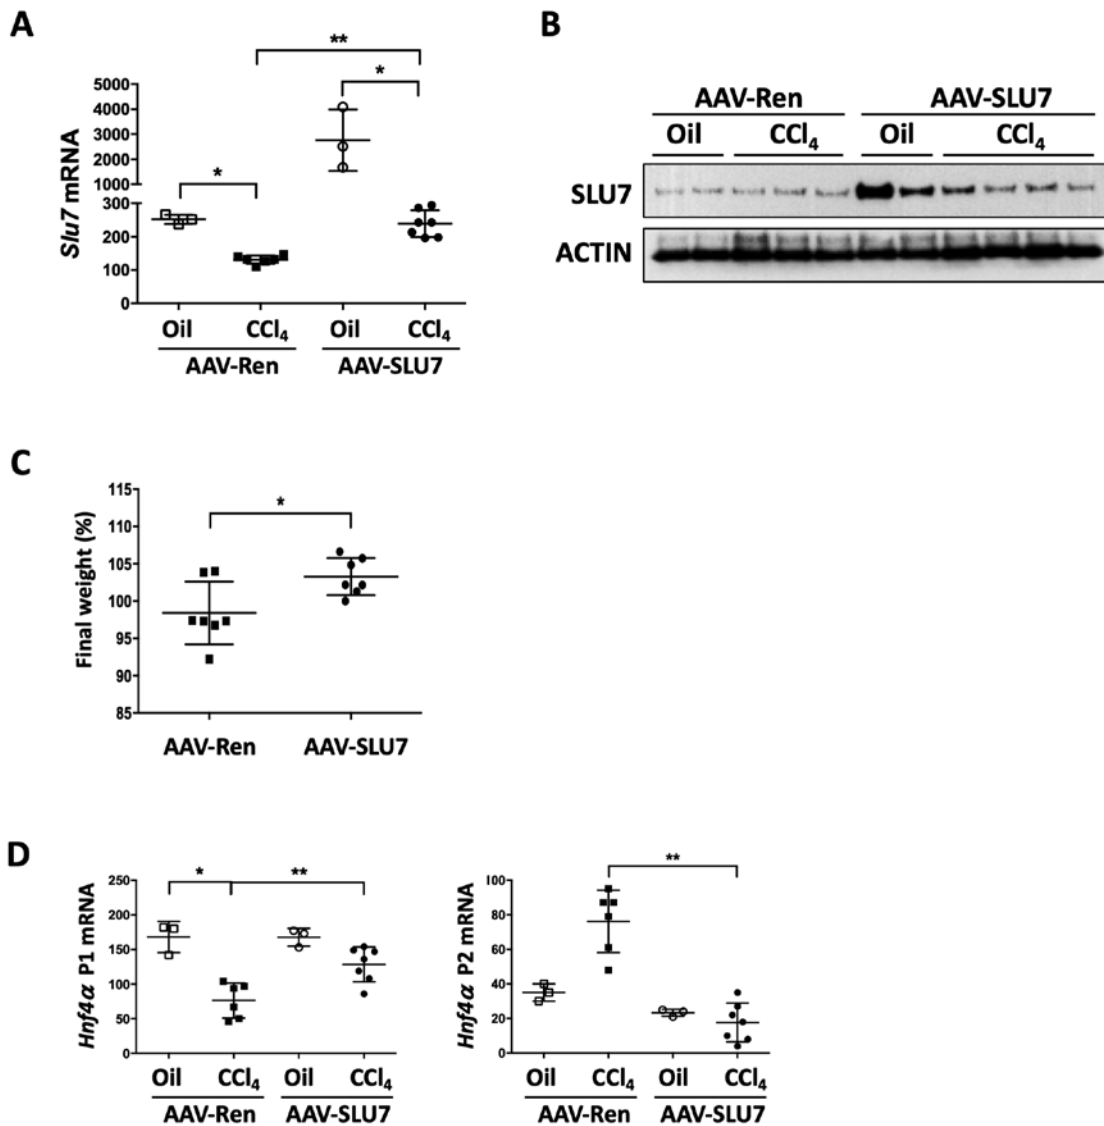 A
**
*
*
5000
4000
3000
2000
1000
300
200
100
0
Slu7 mRNA
Oil CCl₄ Oil CCl₄
AAV-Ren AAV-SLU7
B
AAV-Ren AAV-SLU7
Oil CCl₄ Oil CCl₄
SLU7
ACTIN
C
*
115
110
105
100
95
90
85
Final weight (%)
AAV-Ren AAV-SLU7
D
* **
250
200
150
100
50
0
Hnf4α P1 mRNA
Oil CCl₄ Oil CCl₄
AAV-Ren AAV-SLU7
**
100
80
60
40
20
0
Hnf4α P2 mRNA
Oil CCl₄ Oil CCl₄
AAV-Ren AAV-SLU7